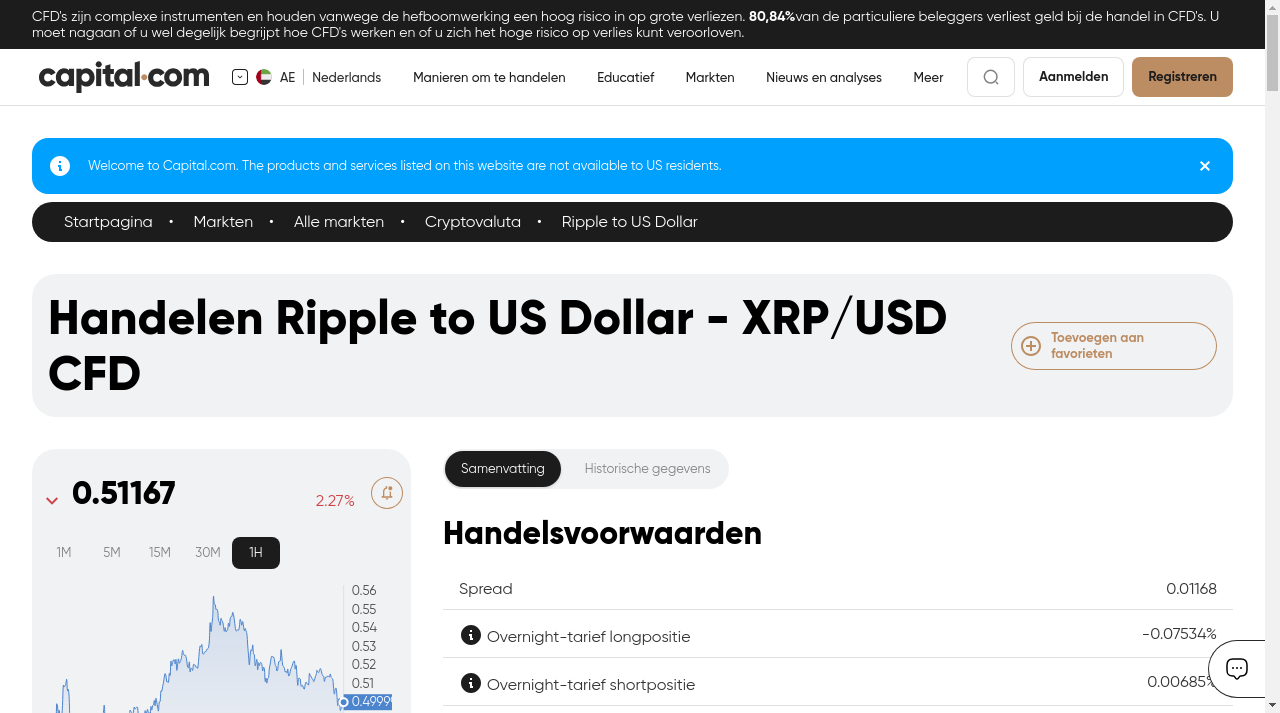 CFD's zijn complexe instrumenten en houden vanwege de hefboomwerking een hoog risico in op grote verliezen. 80,84%van de particuliere beleggers verliest geld bij de handel in CFD's. U
moet nagaan of u wel degelijk begrijpt hoe CFD's werken en of u zich het hoge risico op verlies kunt veroorloven.
capital.com AE Nederlands Manieren om te handelen Educatief Markten Nieuws en analyses Meer Aanmelden Registreren
Welcome to Capital.com. The products and services listed on this website are not available to US residents.
Startpagina • Markten • Alle markten • Cryptovaluta • Ripple to US Dollar
Handelen Ripple to US Dollar - XRP/USD
CFD
Toevoegen aan
favorieten
0.51167
2.27%
1M 5M 15M 30M 1H
0.56
0.55
0.54
0.53
0.52
0.51
Samenvatting Historische gegevens
Handelsvoorwaarden
Spread 0.01168
Overnight-tarief longpositie -0.07534%
Overnight-tarief shortpositie 0.00685%